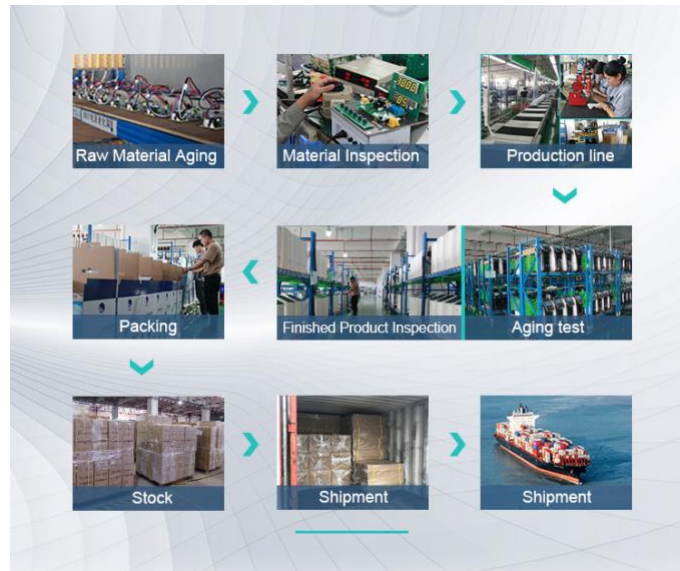 Raw Material Aging
Material Inspection
Production line
Packing
Finished Product Inspection
Aging test
Stock
Shipment
Shipment